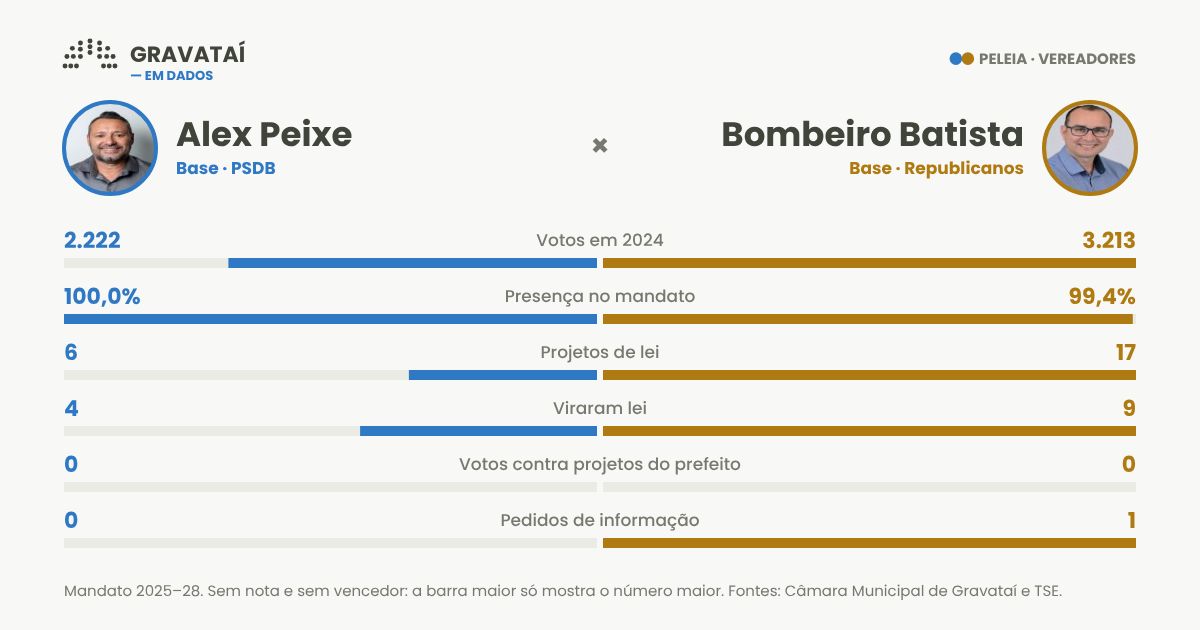 GRAVATAÍ
— EM DADOS
PELEIA · VEREADORES
Alex Peixe
Base · PSDB
×
Bombeiro Batista
Base · Republicanos
2.222 Votos em 2024 3.213
100,0% Presença no mandato 99,4%
6 Projetos de lei 17
4 Viraram lei 9
0 Votos contra projetos do prefeito 0
0 Pedidos de informação 1
Mandato 2025–28. Sem nota e sem vencedor: a barra maior só mostra o número maior. Fontes: Câmara Municipal de Gravataí e TSE.